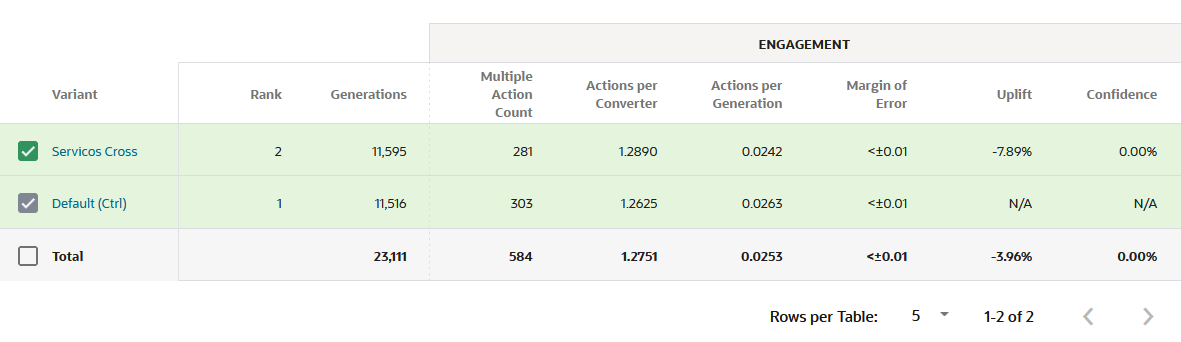 ENGAGEMENT
Variant Rank Generations Multiple Action Count Actions per Converter Actions per Generation Margin of Error Uplift Confidence
Servicos Cross 2 11,595 281 1.2890 0.0242 <±0.01 -7.89% 0.00%
Default (Ctrl) 1 11,516 303 1.2625 0.0263 <±0.01 N/A N/A
Total 23,111 584 1.2751 0.0253 <±0.01 -3.96% 0.00%
Rows per Table: 5 1-2 of 2